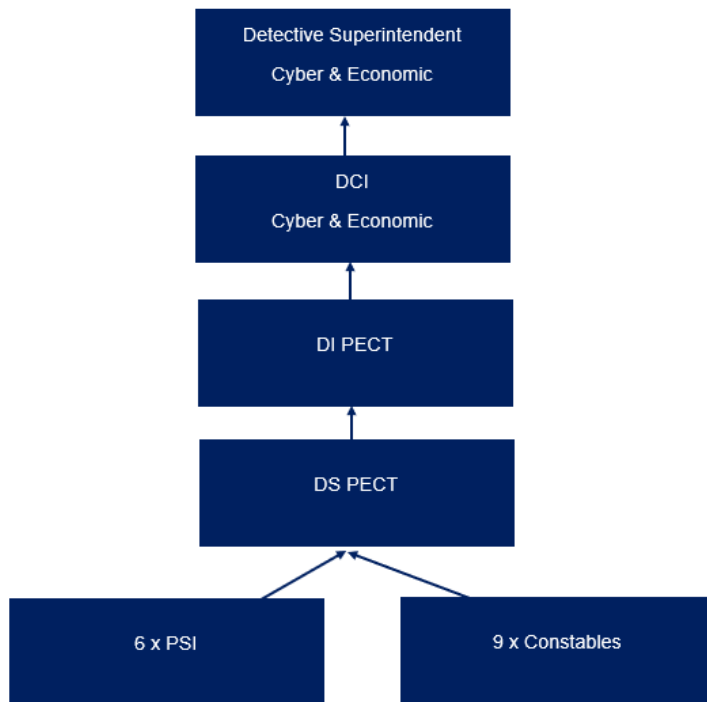 Detective Superintendent
Cyber & Economic
DCI
Cyber & Economic
DI PECT
DS PECT
6 x PSI
9 x Constables